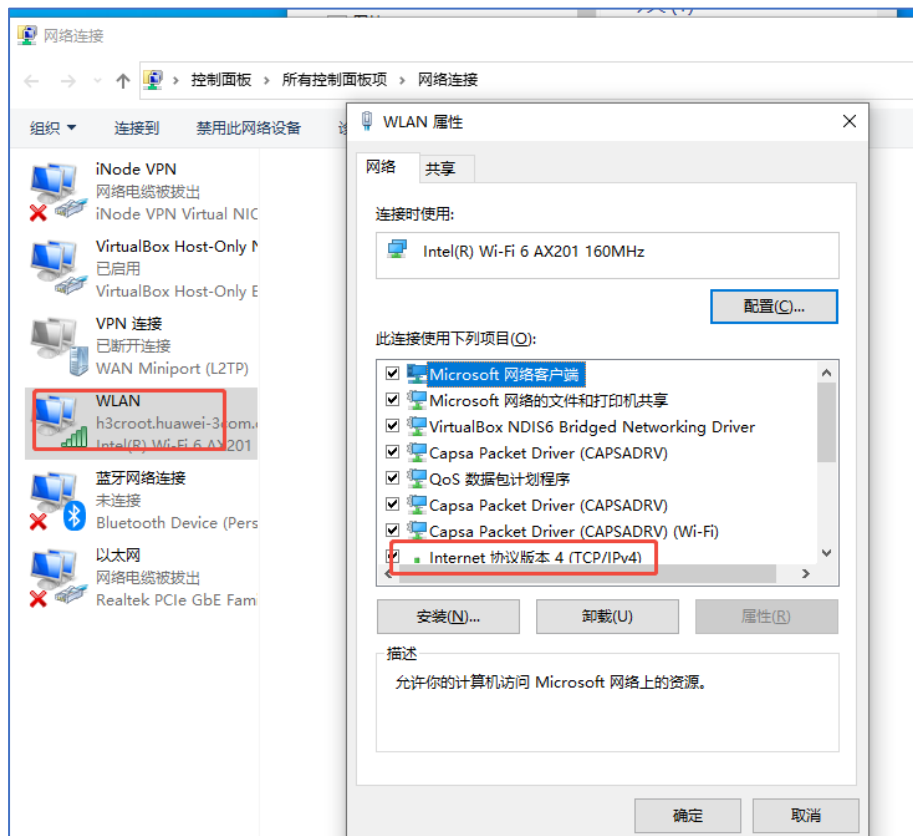 网络连接
控制面板 › 所有控制面板项 › 网络连接
组织 连接到 禁用此网络设备
iNode VPN
网络电缆被拔出
iNode VPN Virtual NIC
VirtualBox Host-Only N
已启用
VirtualBox Host-Only E
VPN 连接
已断开连接
WAN Miniport (L2TP)
WLAN
h3croot.huawei-3com.
Intel(R) Wi-Fi 6 AX201
蓝牙网络连接
未连接
Bluetooth Device (Pers
以太网
网络电缆被拔出
Realtek PCIe GbE Fami
WLAN 属性
网络 共享
连接时使用:
Intel(R) Wi-Fi 6 AX201 160MHz
配置(C)...
此连接使用下列项目(O):
Microsoft 网络客户端
Microsoft 网络的文件和打印机共享
VirtualBox NDIS6 Bridged Networking Driver
Capsa Packet Driver (CAPSADRV)
QoS 数据包计划程序
Capsa Packet Driver (CAPSADRV)
Capsa Packet Driver (CAPSADRV) (Wi-Fi)
Internet 协议版本 4 (TCP/IPv4)
安装(N)... 卸载(U) 属性(R)
描述
允许你的计算机访问 Microsoft 网络上的资源。
确定 取消